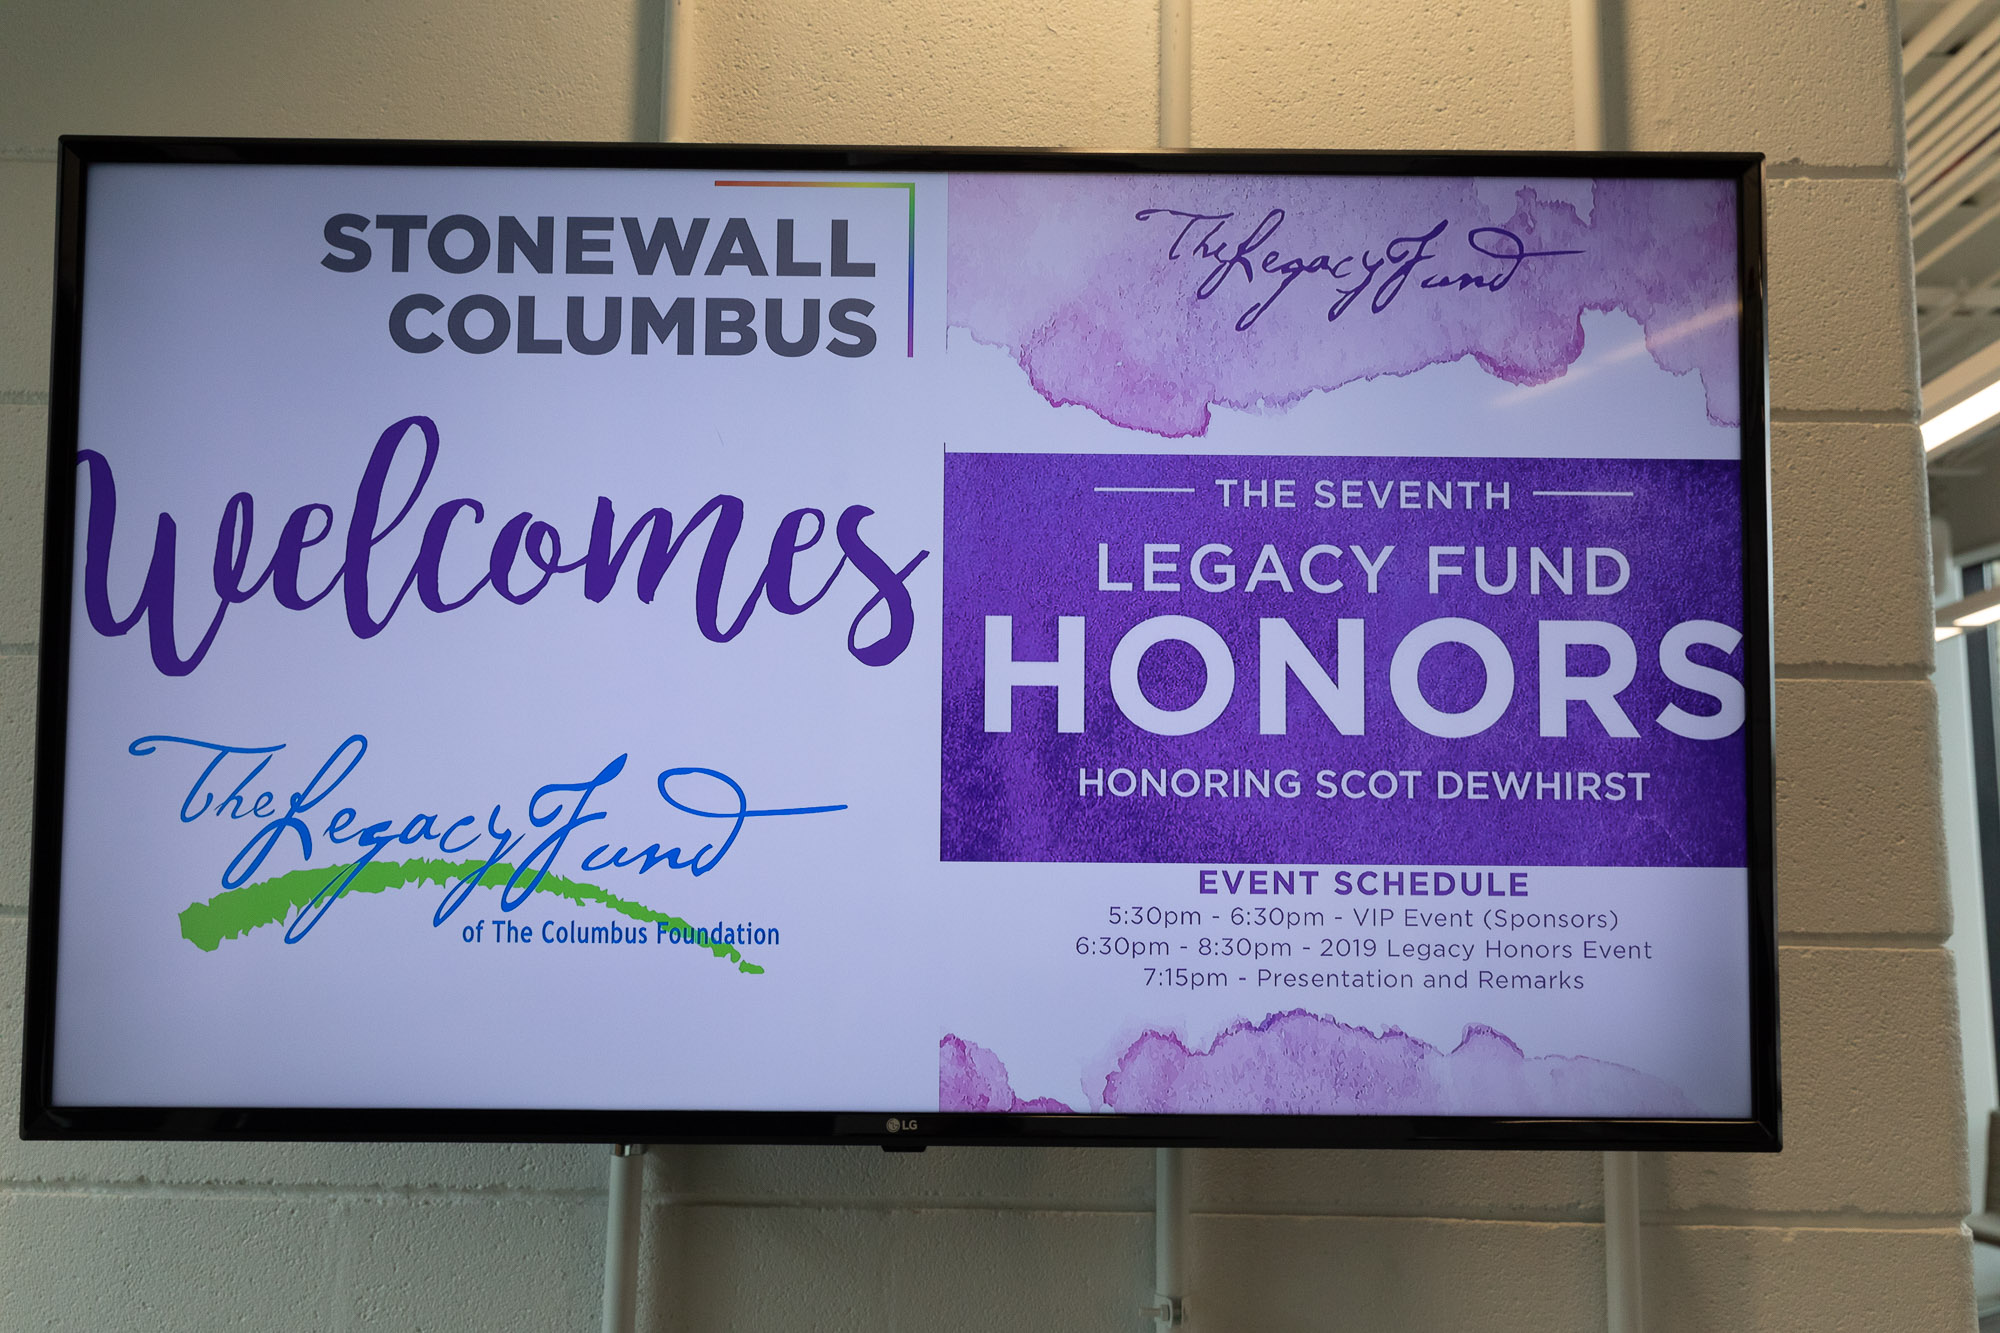 STONEWALL
COLUMBUS
Welcomes
The Legacy Fund
of The Columbus Foundation
The Legacy Fund
THE SEVENTH
LEGACY FUND
HONORS
HONORING SCOT DEWHIRST
EVENT SCHEDULE
5:30pm - 6:30pm - VIP Event (Sponsors)
6:30pm - 8:30pm - 2019 Legacy Honors Event
7:15pm - Presentation and Remarks
LG